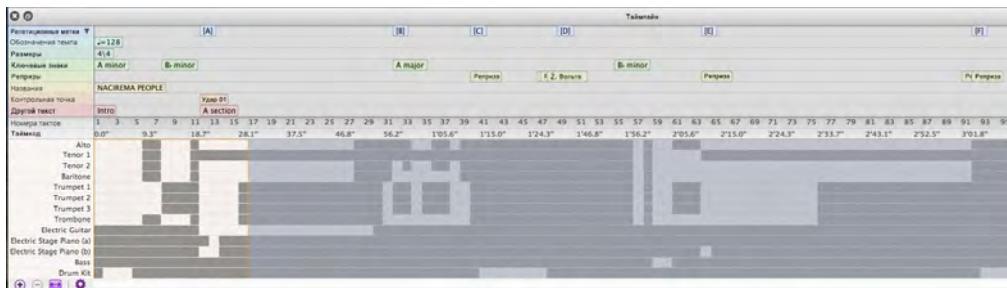 Таймлайн
Репетиционные метки ▼ [A] [B] [C] [D] [E] [F]
Обозначения темпа ♩=128
Размеры 4\4
Ключевые знаки A minor B♭ minor A major B♭ minor
Репризы Реприза 2. Вольта Реприза Реприза
Названия NACIREMA PEOPLE
Контрольная точка Удар 01
Другой текст Intro A section
Номера тактов 1 3 5 7 9 11 13 15 17 19 21 23 25 27 29 31 33 35 37 39 41 43 45 47 49 51 53 55 57 59 61 63 65 67 69 71 73 75 77 79 81 83 85 87 89 91 93
Таймкод 0.0" 9.3" 18.7" 28.1" 37.5" 46.8" 56.2" 1'05.6" 1'15.0" 1'24.3" 1'46.8" 1'56.2" 2'05.6" 2'15.0" 2'24.3" 2'33.7" 2'43.1" 2'52.5" 3'01.8"
Alto
Tenor 1
Tenor 2
Baritone
Trumpet 1
Trumpet 2
Trumpet 3
Trombone
Electric Guitar
Electric Stage Piano (a)
Electric Stage Piano (b)
Bass
Drum Kit